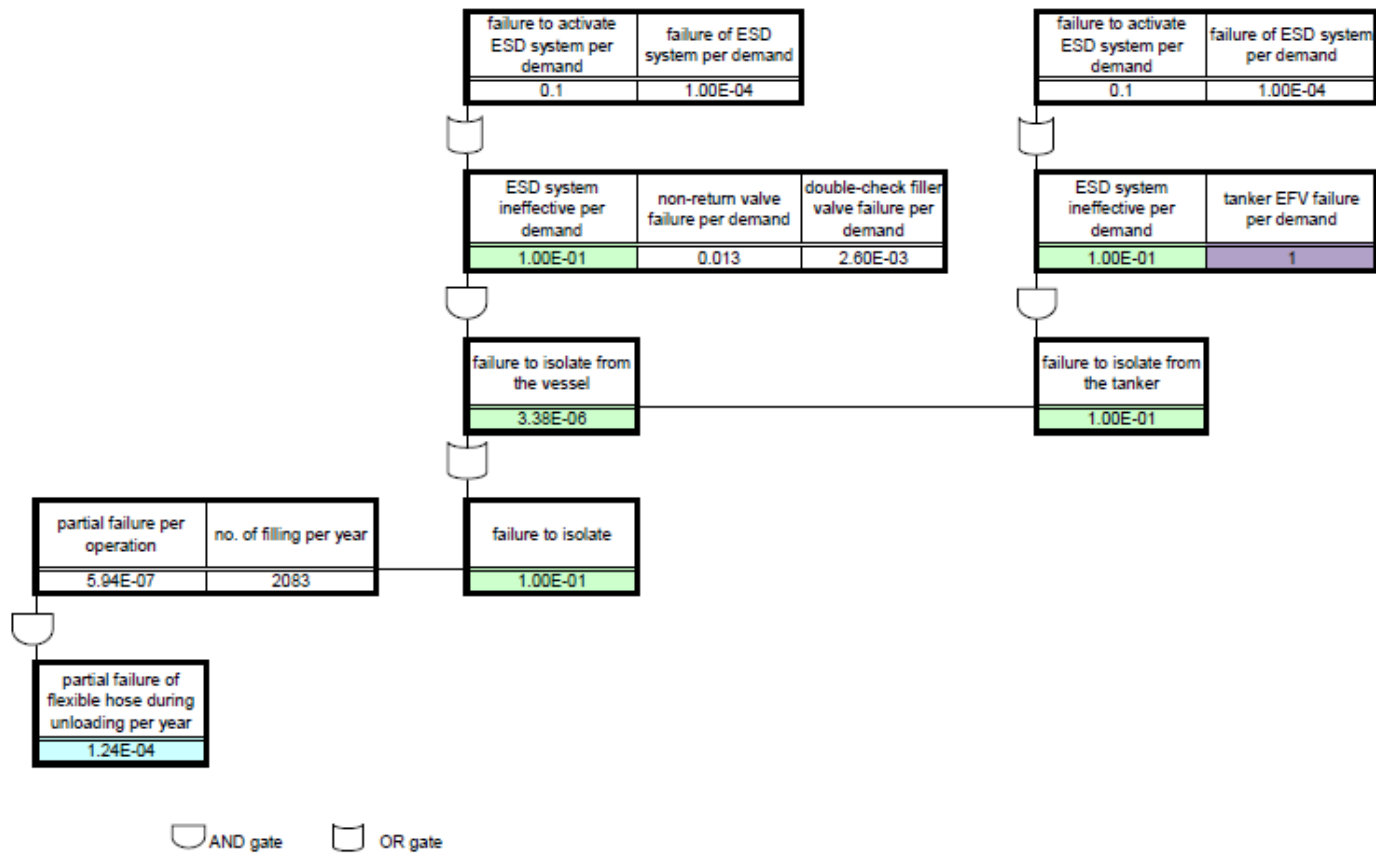 failure to activate
ESD system per
demand
failure of ESD
system per demand
0.1
1.00E-04
failure to activate
ESD system per
demand
failure of ESD system
per demand
0.1
1.00E-04
ESD system
ineffective per
demand
non-return valve
failure per demand
double-check filler
valve failure per
demand
1.00E-01
0.013
2.60E-03
ESD system
ineffective per
demand
tanker EFV failure
per demand
1.00E-01
1
failure to isolate from
the vessel
3.38E-06
failure to isolate from
the tanker
1.00E-01
partial failure per
operation
no. of filling per year
5.94E-07
2083
failure to isolate
1.00E-01
partial failure of
flexible hose during
unloading per year
1.24E-04
AND gate
OR gate